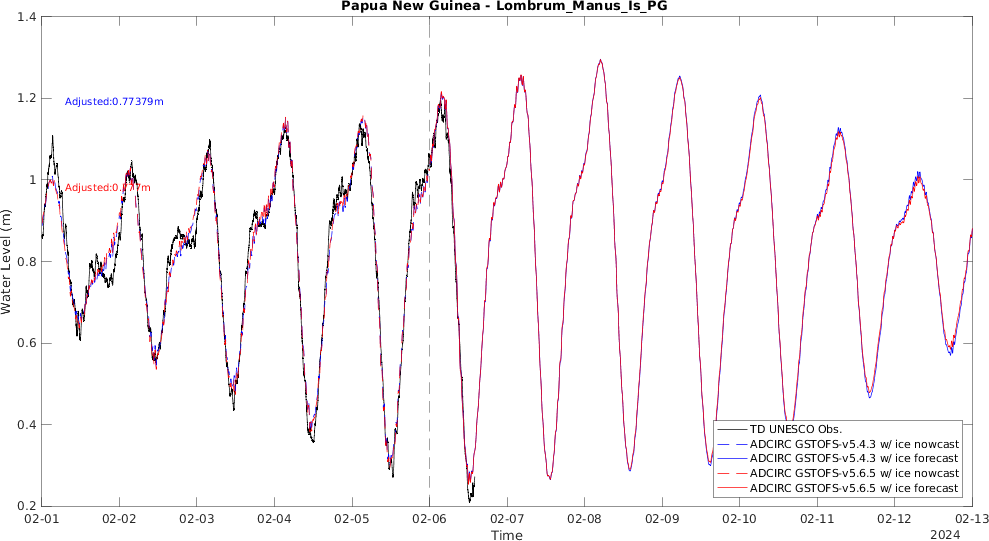 Papua New Guinea - Lombrum_Manus_Is_PG
1.4
1.2
1
0.8
0.6
0.4
0.2
Water Level (m)
Adjusted:0.77379m
TD UNESCO Obs.
ADCIRC GSTOFS-v5.4.3 w/ ice nowcast
ADCIRC GSTOFS-v5.4.3 w/ ice forecast
ADCIRC GSTOFS-v5.6.5 w/ ice nowcast
ADCIRC GSTOFS-v5.6.5 w/ ice forecast
02-01 02-02 02-03 02-04 02-05 02-06 02-07 02-08 02-09 02-10 02-11 02-12 02-13
Time
2024